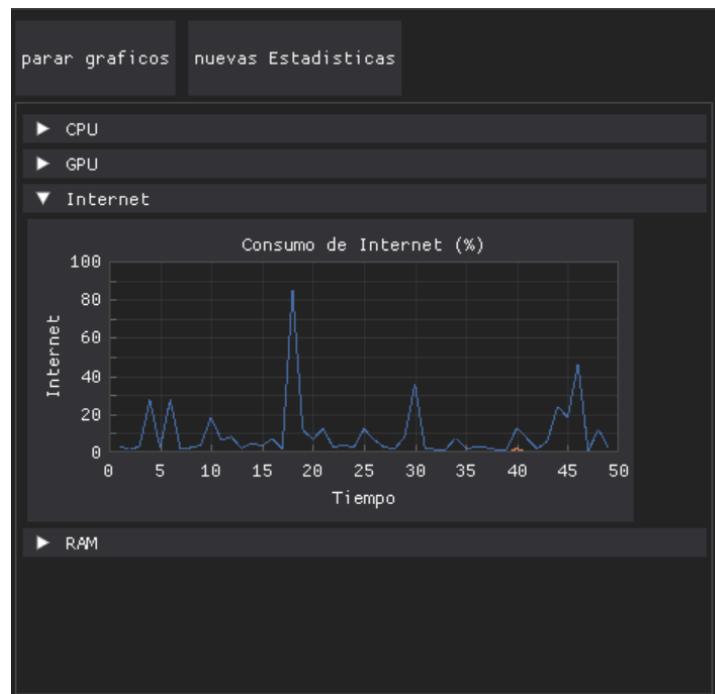 parar graficos nuevas Estadisticas
CPU
GPU
Internet
Consumo de Internet (%)
100
80
60
40
20
0
Internet
0 5 10 15 20 25 30 35 40 45 50
Tiempo
RAM